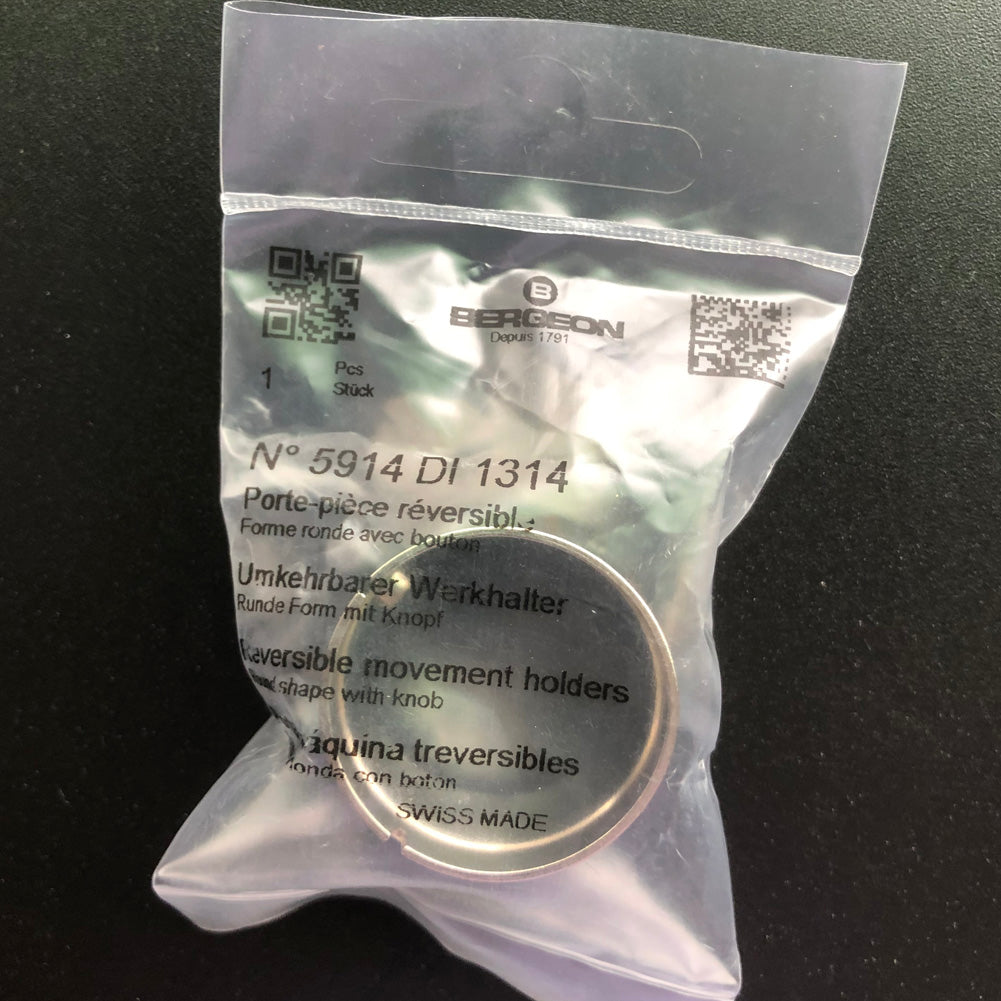 B
BERGEON
Depuis 1791
1
Pcs
Stück
N° 5914 DI 1314
Porte-pièce réversible
Forme ronde avec bouton
Umkehrbarer Werkhalter
Runde Form mit Knopf
Reversible movement holders
shape with knob
treversibles
con boton
SWISS MADE